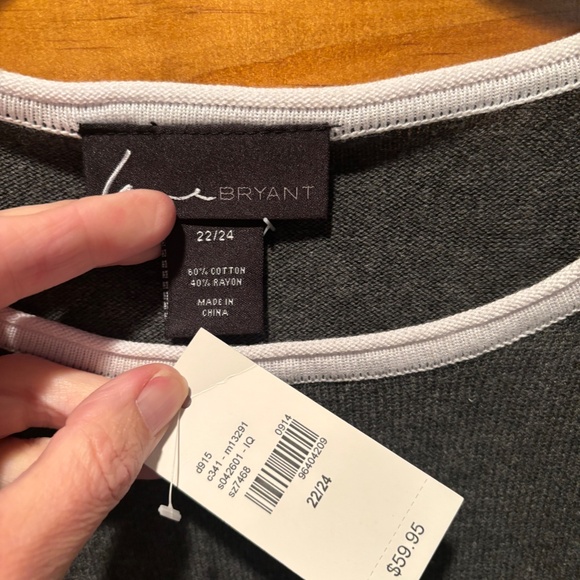 Lane BRYANT
22/24
60% COTTON
40% RAYON
MADE IN
CHINA
d915
c341 - m13291
s042601 - IQ
sz7468
0914
96404209
22/24
$59.95